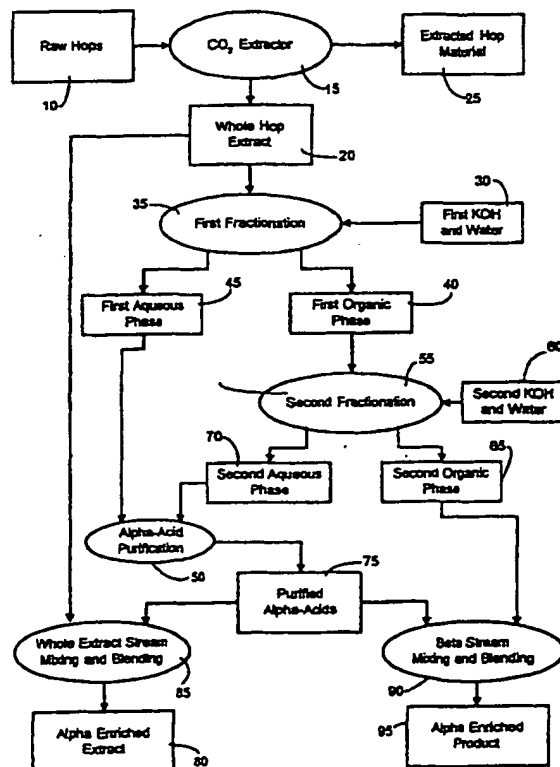 Raw Hops
10
CO2 Extractor
15
Extracted Hop
Material
25
Whole Hop
Extract
20
35
First Fractionation
30
First KOH
and Water
45
First Aqueous
Phase
40
First Organic
Phase
55
Second Fractionation
60
Second KOH
and Water
70
Second Aqueous
Phase
65
Second Organic
Phase
Alpha-Acid
Purification
50
75
Purified
Alpha-Acids
Whole Extract Stream
Mixing and Blending
85
Beta Stream
Mixing and Blending
90
Alpha Enriched
Extract
80
95
Alpha Enriched
Product